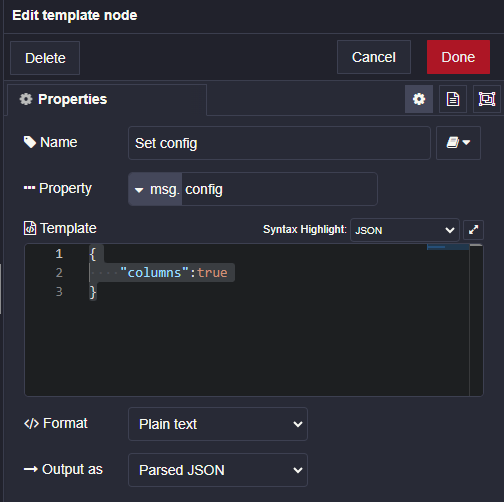 Edit template node
Delete Cancel Done
Properties
Name Set config
Property msg. config
Template Syntax Highlight: JSON
1 {
2 "columns":true
3 }
Format Plain text
Output as Parsed JSON